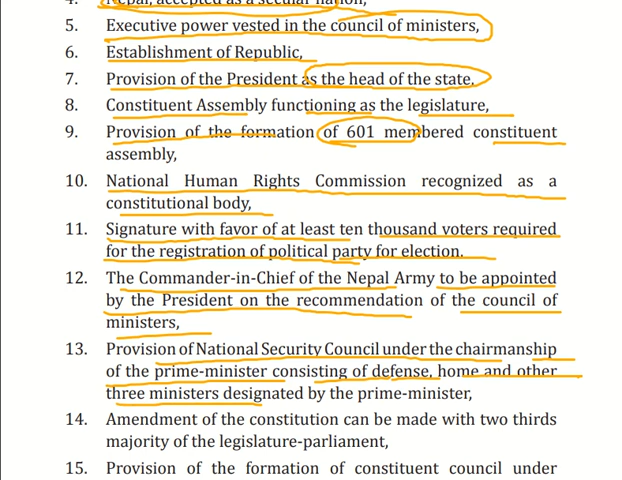 4. Nepal, accepted as a secular nation,
5. Executive power vested in the council of ministers,
6. Establishment of Republic,
7. Provision of the President as the head of the state.
8. Constituent Assembly functioning as the legislature,
9. Provision of the formation of 601 membered constituent
assembly,
10. National Human Rights Commission recognized as a
constitutional body,
11. Signature with favor of at least ten thousand voters required
for the registration of political party for election.
12. The Commander-in-Chief of the Nepal Army to be appointed
by the President on the recommendation of the council of
ministers,
13. Provision of National Security Council under the chairmanship
of the prime-minister consisting of defense, home and other
three ministers designated by the prime-minister,
14. Amendment of the constitution can be made with two thirds
majority of the legislature-parliament,
15. Provision of the formation of constituent council under